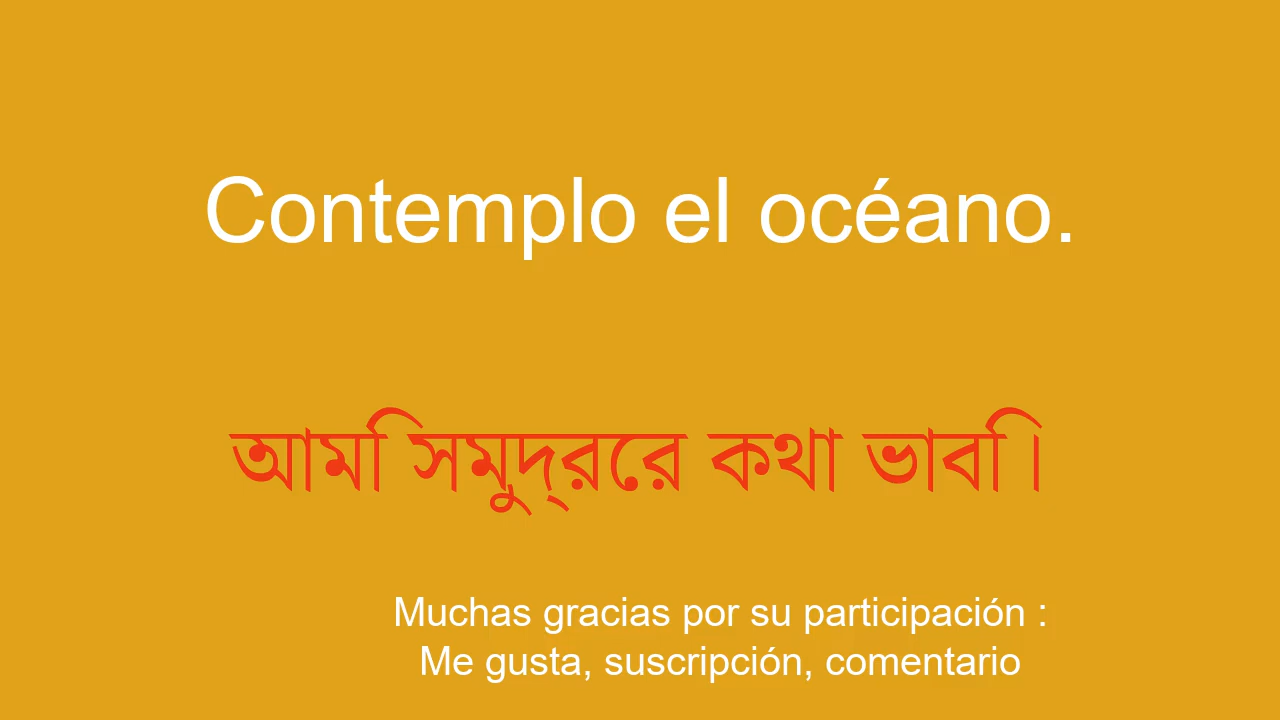 Contemplo el océano.
আমি সমুদ্রের কথা ভাবি।
Muchas gracias por su participación :
Me gusta, suscripción, comentario